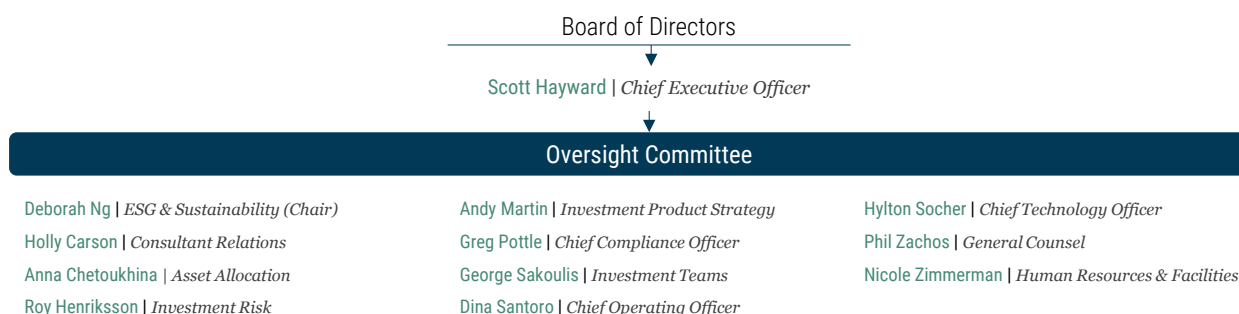 Board of Directors
Scott Hayward | Chief Executive Officer
Oversight Committee
Deborah Ng | ESG & Sustainability (Chair)
Holly Carson | Consultant Relations
Anna Chetoukhina | Asset Allocation
Roy Henriksson | Investment Risk
Andy Martin | Investment Product Strategy
Greg Pottle | Chief Compliance Officer
George Sakoulis | Investment Teams
Dina Santoro | Chief Operating Officer
Hylton Socher | Chief Technology Officer
Phil Zachos | General Counsel
Nicole Zimmerman | Human Resources & Facilities